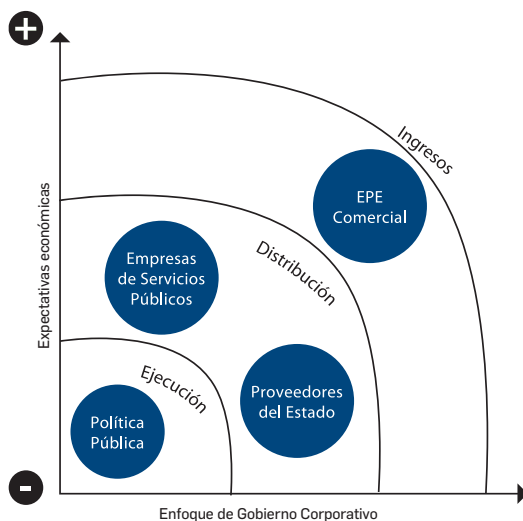 +
Expectativas económicas
Ingresos
EPE
Comercial
Distribución
Empresas
de Servicios
Públicos
Ejecución
Proveedores
del Estado
Política
Pública
-
Enfoque de Gobierno Corporativo